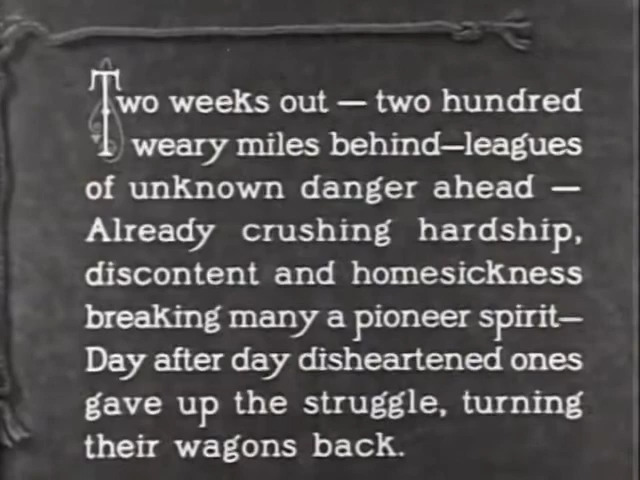 Two weeks out — two hundred
weary miles behind—leagues
of unknown danger ahead —
Already crushing hardship,
discontent and homesickness
breaking many a pioneer spirit—
Day after day disheartened ones
gave up the struggle, turning
their wagons back.